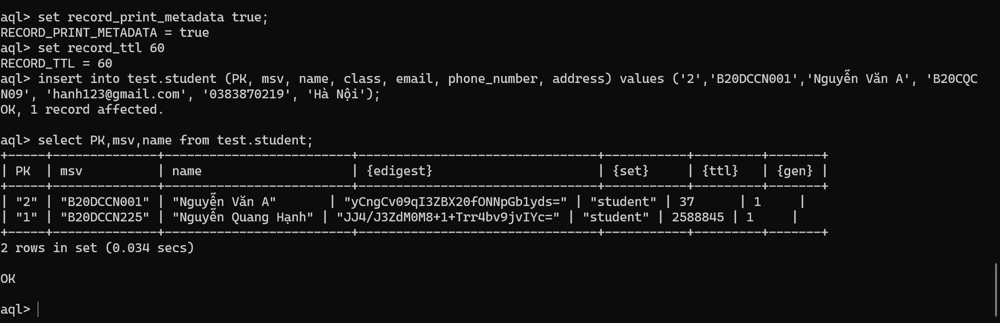 aql> set record_print_metadata true;
RECORD_PRINT_METADATA = true
aql> set record_ttl 60
RECORD_TTL = 60
aql> insert into test.student (PK, msv, name, class, email, phone_number, address) values ('2','B20DCCN001','Nguyễn Văn A', 'B20CQC
N09', 'hanh123@gmail.com', '0383870219', 'Hà Nội');
OK, 1 record affected.

aql> select PK,msv,name from test.student;
+-----+--------------+-------------------------+--------------------------------+-----------+---------+-------+
| PK  | msv          | name                    | {edigest}                      | {set}     | {ttl}   | {gen} |
+-----+--------------+-------------------------+--------------------------------+-----------+---------+-------+
| "2" | "B20DCCN001" | "Nguyễn Văn A"       | "yCngCv09qI3ZBX20fONNpGb1yds=" | "student" | 37      | 1     |
| "1" | "B20DCCN225" | "Nguyễn Quang Hạnh" | "JJ4/J3ZdM0M8+1+Trr4bv9jvIYc=" | "student" | 2588845 | 1     |
+-----+--------------+-------------------------+--------------------------------+-----------+---------+-------+
2 rows in set (0.034 secs)

OK

aql>